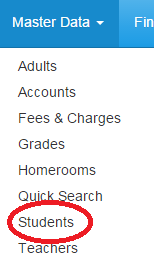 Master Data Fin
Adults
Accounts
Fees & Charges
Grades
Homerooms
Quick Search
Students
Teachers